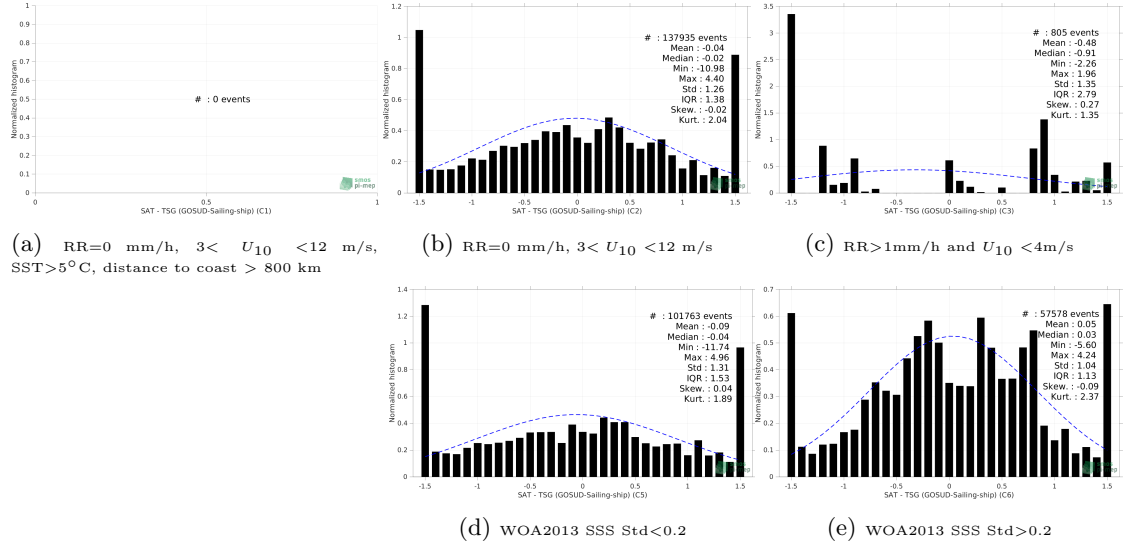 1
0.9
0.8
0.7
0.6
0.5
0.4
0.3
0.2
0.1
0
Normalized histogram
# : 0 events
smos
pi-mep
0 0.5 1
SAT - TSG (GOSUD-Sailing-ship) (C1)
(a) RR=0 mm/h, 3< U10 <12 m/s,
SST>5°C, distance to coast > 800 km
1.2
1
0.8
0.6
0.4
0.2
0
Normalized histogram
# : 137935 events
Mean : -0.04
Median : -0.02
Min : -10.98
Max : 4.40
Std : 1.26
IQR : 1.38
Skew. : -0.02
Kurt. : 2.04
smos
pi-mep
-1.5 -1 -0.5 0 0.5 1 1.5
SAT - TSG (GOSUD-Sailing-ship) (C2)
(b) RR=0 mm/h, 3< U10 <12 m/s
3.5
3
2.5
2
1.5
1
0.5
0
Normalized histogram
# : 805 events
Mean : -0.48
Median : -0.91
Min : -2.26
Max : 1.96
Std : 1.35
IQR : 2.79
Skew. : 0.27
Kurt. : 1.35
smos
pi-mep
-1.5 -1 -0.5 0 0.5 1 1.5
SAT - TSG (GOSUD-Sailing-ship) (C3)
(c) RR>1mm/h and U10 <4m/s
1.4
1.2
1
0.8
0.6
0.4
0.2
0
Normalized histogram
# : 101763 events
Mean : -0.09
Median : -0.04
Min : -11.74
Max : 4.96
Std : 1.31
IQR : 1.53
Skew. : 0.04
Kurt. : 1.89
smos
pi-mep
-1.5 -1 -0.5 0 0.5 1 1.5
SAT - TSG (GOSUD-Sailing-ship) (C5)
(d) WOA2013 SSS Std<0.2
0.7
0.6
0.5
0.4
0.3
0.2
0.1
0
Normalized histogram
# : 57578 events
Mean : 0.05
Median : 0.03
Min : -5.60
Max : 4.24
Std : 1.04
IQR : 1.13
Skew. : -0.09
Kurt. : 2.37
smos
pi-mep
-1.5 -1 -0.5 0 0.5 1 1.5
SAT - TSG (GOSUD-Sailing-ship) (C6)
(e) WOA2013 SSS Std>0.2